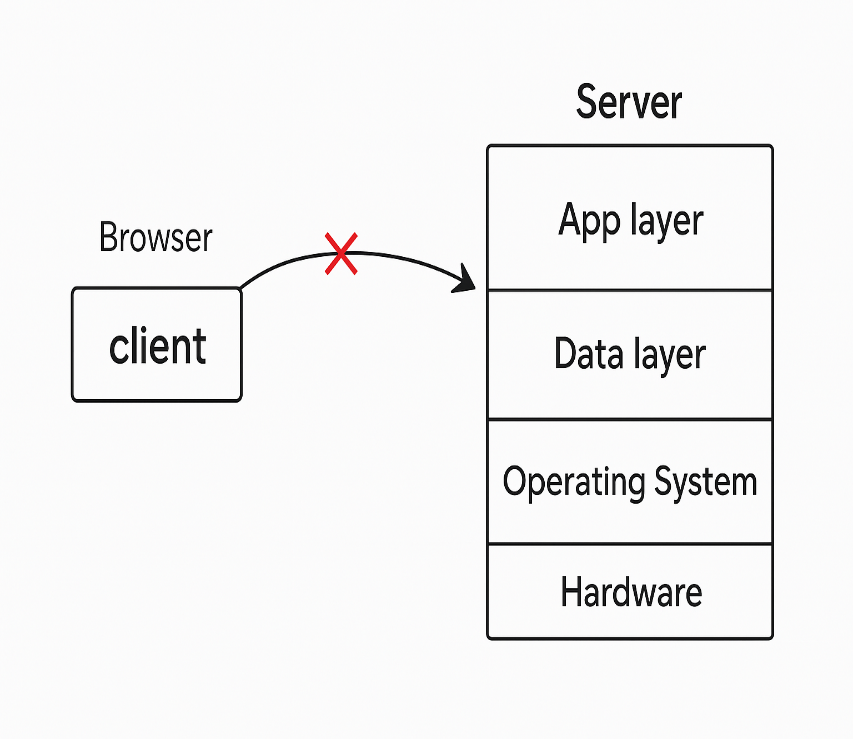 Server
App layer
Browser
client
Data layer
Operating System
Hardware